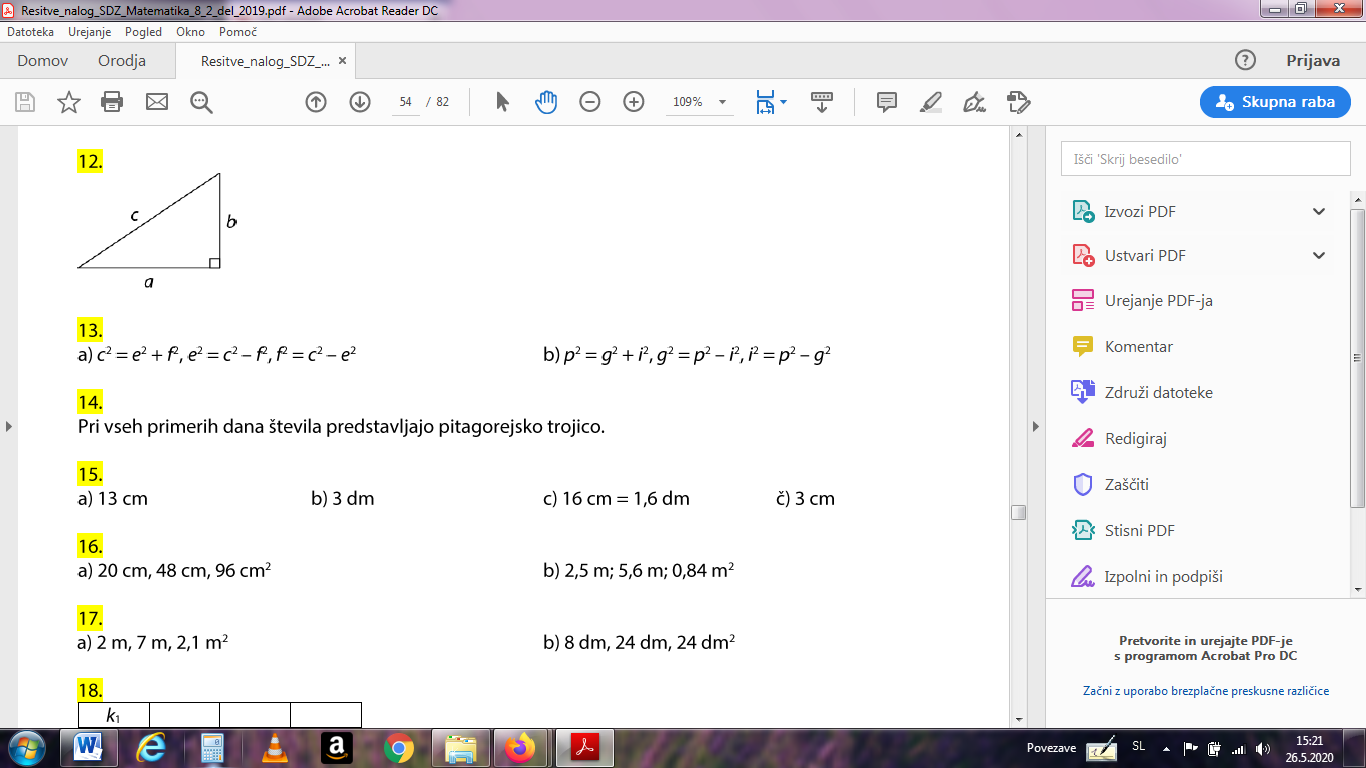 Resitve_nalog_SDZ_Matematika_8_2_del_2019.pdf - Adobe Acrobat Reader DC
Datoteka Urejanje Pogled Okno Pomoč
Domov Orodja Resitve_nalog_SDZ_... × Prijava
54 / 82 109% Skupna raba
12.
c
b
a
13.
a) c² = e² + f², e² = c² – f², f² = c² – e² b) p² = g² + i², g² = p² – i², i² = p² – g²
14.
Pri vseh primerih dana števila predstavljajo pitagorejsko trojico.
15.
a) 13 cm b) 3 dm c) 16 cm = 1,6 dm č) 3 cm
16.
a) 20 cm, 48 cm, 96 cm² b) 2,5 m; 5,6 m; 0,84 m²
17.
a) 2 m, 7 m, 2,1 m² b) 8 dm, 24 dm, 24 dm²
18.
k₁
Išči 'Skrij besedilo'
Izvozi PDF
Ustvari PDF
Urejanje PDF-ja
Komentar
Združi datoteke
Redigiraj
Zaščiti
Stisni PDF
Izpolni in podpiši
Pretvorite in urejajte PDF-je
s programom Acrobat Pro DC
Začni z uporabo brezplačne preskusne različice
Povezave SL 15:21
26.5.2020